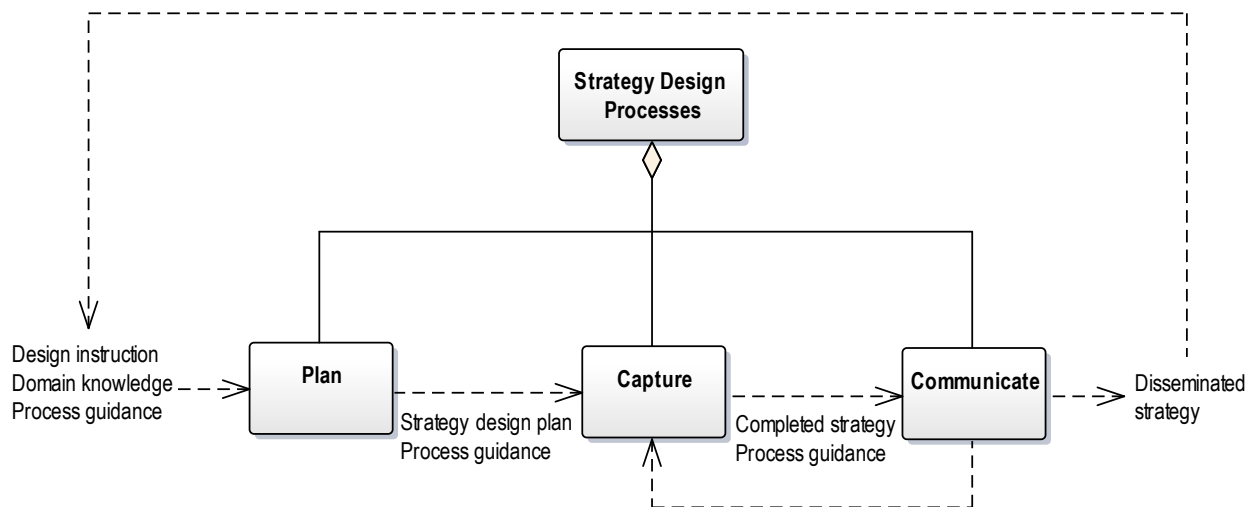 Strategy Design
Processes
Design instruction
Domain knowledge
Process guidance
Plan
Strategy design plan
Process guidance
Capture
Completed strategy
Process guidance
Communicate
Disseminated
strategy